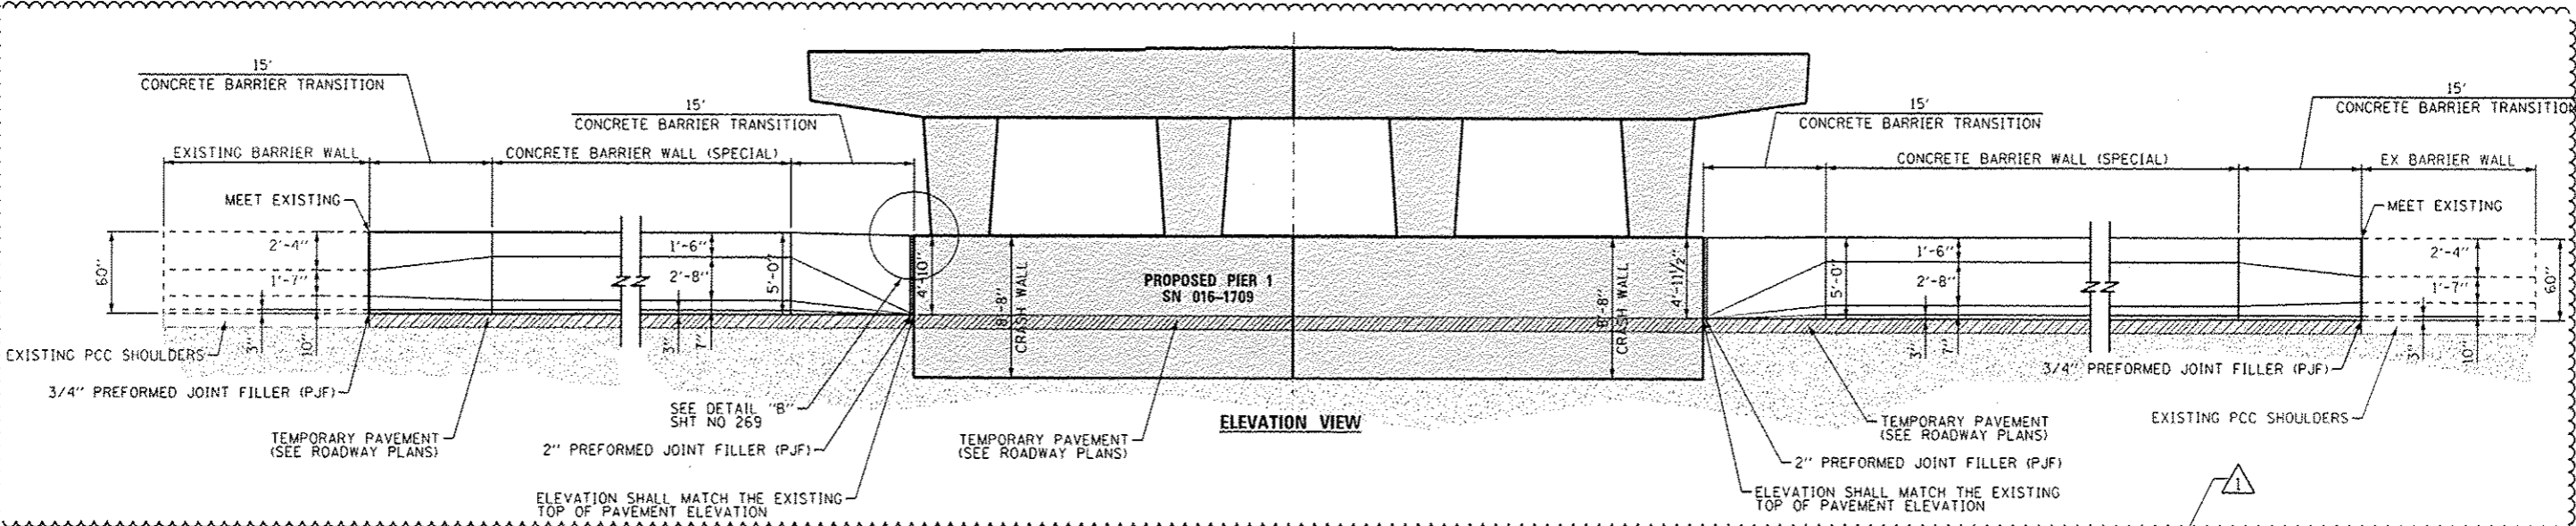 15'
CONCRETE BARRIER TRANSITION
15'
CONCRETE BARRIER TRANSITION
15'
CONCRETE BARRIER TRANSITION
15'
CONCRETE BARRIER TRANSITION
EXISTING BARRIER WALL
CONCRETE BARRIER WALL (SPECIAL)
CONCRETE BARRIER WALL (SPECIAL)
EX BARRIER WALL
MEET EXISTING
MEET EXISTING
60"
2'-4"
1'-7"
3"
10"
1'-6"
2'-8"
5'-0"
3"
7"
4'-10"
8'-8"
CRASH WALL
PROPOSED PIER 1
SN 016-1709
8'-8"
CRASH WALL
4'-11½"
5'-0"
1'-6"
2'-8"
3"
7"
2'-4"
1'-7"
60"
3"
10"
EXISTING PCC SHOULDERS
3/4" PREFORMED JOINT FILLER (PJF)
TEMPORARY PAVEMENT
(SEE ROADWAY PLANS)
SEE DETAIL "B"
SHT NO 269
2" PREFORMED JOINT FILLER (PJF)
ELEVATION SHALL MATCH THE EXISTING
TOP OF PAVEMENT ELEVATION
TEMPORARY PAVEMENT
(SEE ROADWAY PLANS)
ELEVATION VIEW
3/4" PREFORMED JOINT FILLER (PJF)
TEMPORARY PAVEMENT
(SEE ROADWAY PLANS)
EXISTING PCC SHOULDERS
2" PREFORMED JOINT FILLER (PJF)
ELEVATION SHALL MATCH THE EXISTING
TOP OF PAVEMENT ELEVATION
1